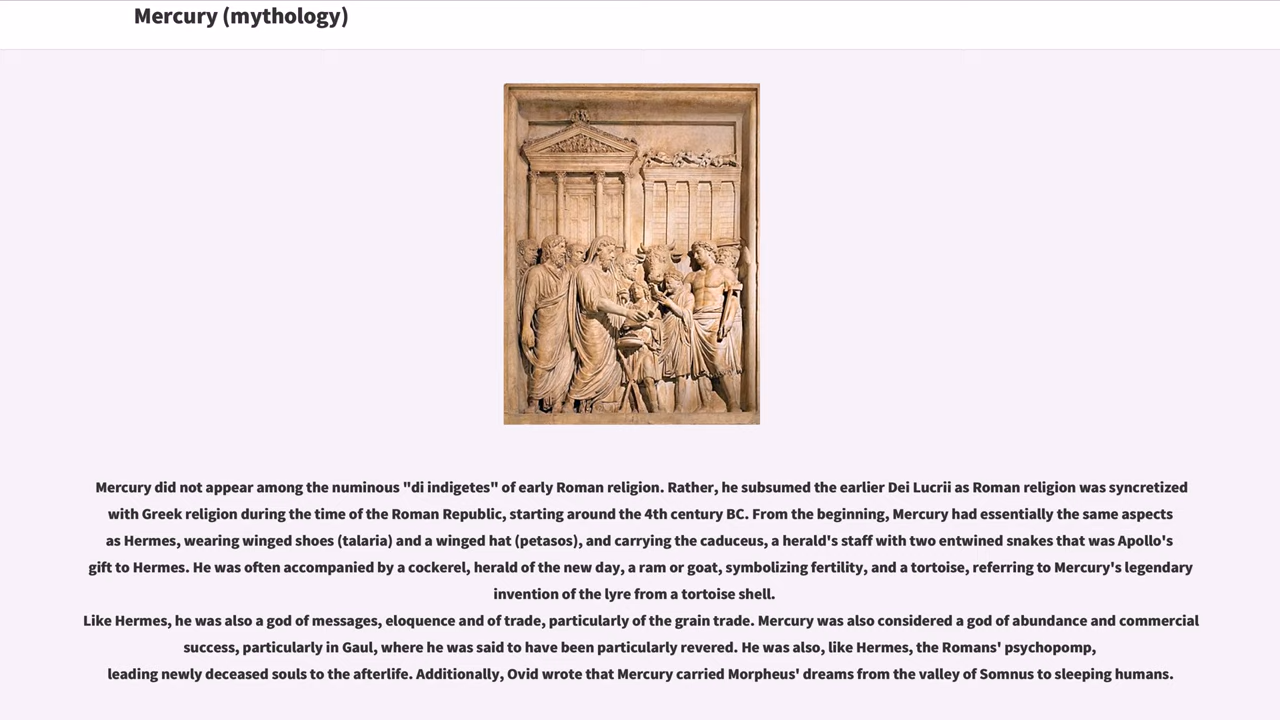 Mercury (mythology)
Mercury did not appear among the numinous "di indigetes" of early Roman religion. Rather, he subsumed the earlier Dei Lucrii as Roman religion was syncretized
with Greek religion during the time of the Roman Republic, starting around the 4th century BC. From the beginning, Mercury had essentially the same aspects
as Hermes, wearing winged shoes (talaria) and a winged hat (petasos), and carrying the caduceus, a herald's staff with two entwined snakes that was Apollo's
gift to Hermes. He was often accompanied by a cockerel, herald of the new day, a ram or goat, symbolizing fertility, and a tortoise, referring to Mercury's legendary
invention of the lyre from a tortoise shell.
Like Hermes, he was also a god of messages, eloquence and of trade, particularly of the grain trade. Mercury was also considered a god of abundance and commercial
success, particularly in Gaul, where he was said to have been particularly revered. He was also, like Hermes, the Romans' psychopomp,
leading newly deceased souls to the afterlife. Additionally, Ovid wrote that Mercury carried Morpheus' dreams from the valley of Somnus to sleeping humans.